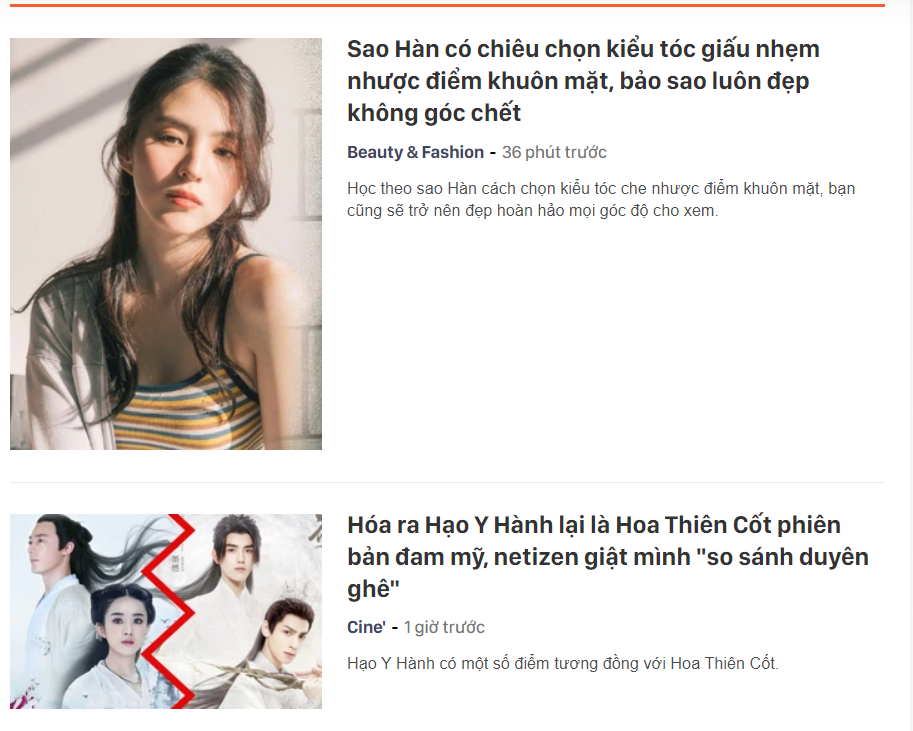 Sao Hàn có chiêu chọn kiểu tóc giấu nhẹm
nhược điểm khuôn mặt, bảo sao luôn đẹp
không góc chết
Beauty & Fashion - 36 phút trước
Học theo sao Hàn cách chọn kiểu tóc che nhược điểm khuôn mặt, bạn
cũng sẽ trở nên đẹp hoàn hảo mọi góc độ cho xem.
Hóa ra Hạo Y Hành lại là Hoa Thiên Cốt phiên
bản đam mỹ, netizen giật mình "so sánh duyên
ghê"
Cine' - 1 giờ trước
Hạo Y Hành có một số điểm tương đồng với Hoa Thiên Cốt.